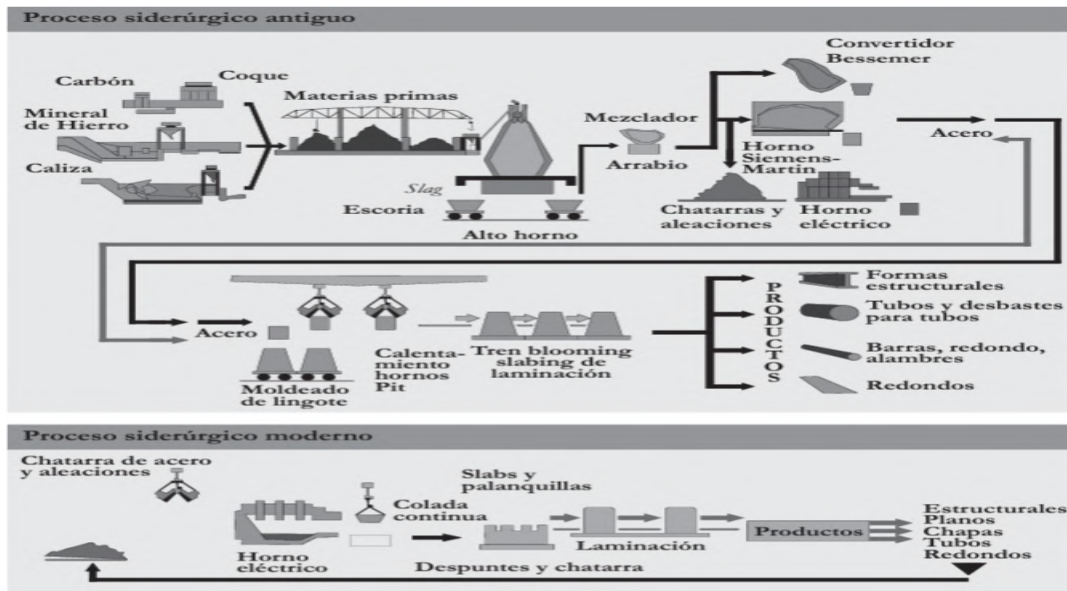 Proceso siderúrgico antiguo
Carbón
Coque
Mineral
de Hierro
Caliza
Materias primas
Slag
Escoria
Alto horno
Mezclador
Arrabio
Convertidor
Bessemer
Horno
Siemens-
Martin
Chatarras y
aleaciones
Horno
eléctrico
Acero
Acero
Moldeado
de lingote
Calenta-
miento
hornos
Pit
Tren blooming
slabing de
laminación
PRODUCTOS
Formas
estructurales
Tubos y desbastes
para tubos
Barras, redondo,
alambres
Redondos
Proceso siderúrgico moderno
Chatarra de acero
y aleaciones
Horno
eléctrico
Colada
continua
Slabs y
palanquillas
Laminación
Despuntes y chatarra
Productos
Estructurales
Planos
Chapas
Tubos
Redondos